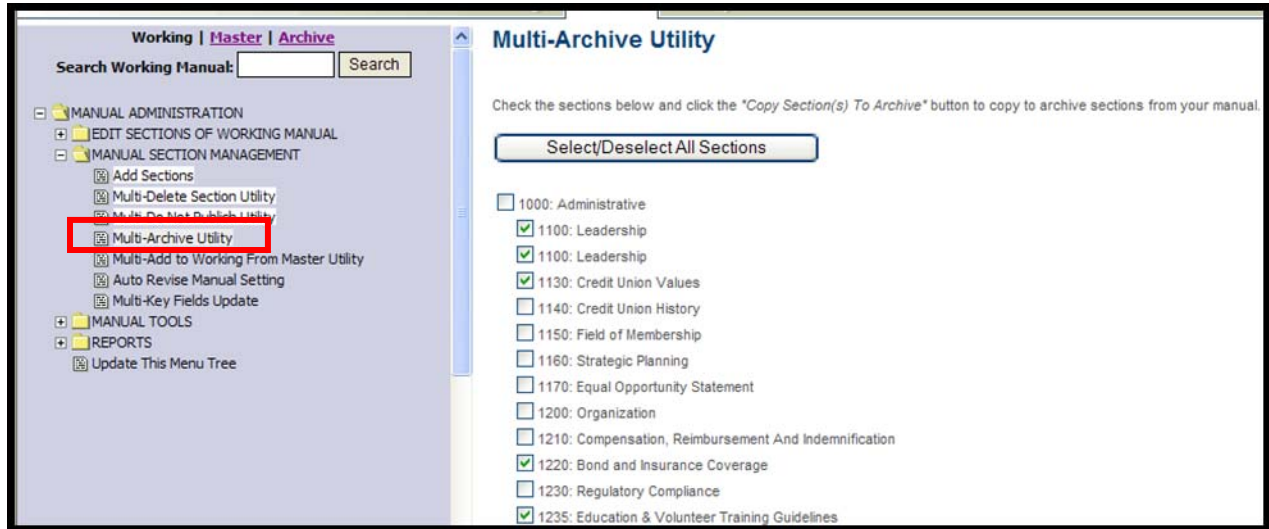 Working | Master | Archive
Search Working Manual:
Search
MANUAL ADMINISTRATION
EDIT SECTIONS OF WORKING MANUAL
MANUAL SECTION MANAGEMENT
Add Sections
Multi-Delete Section Utility
Multi-Do Not Publish Utility
Multi-Archive Utility
Multi-Add to Working From Master Utility
Auto Revise Manual Setting
Multi-Key Fields Update
MANUAL TOOLS
REPORTS
Update This Menu Tree
Multi-Archive Utility
Check the sections below and click the "Copy Section(s) To Archive" button to copy to archive sections from your manual.
Select/Deselect All Sections
1000: Administrative
1100: Leadership
1100: Leadership
1130: Credit Union Values
1140: Credit Union History
1150: Field of Membership
1160: Strategic Planning
1170: Equal Opportunity Statement
1200: Organization
1210: Compensation, Reimbursement And Indemnification
1220: Bond and Insurance Coverage
1230: Regulatory Compliance
1235: Education & Volunteer Training Guidelines